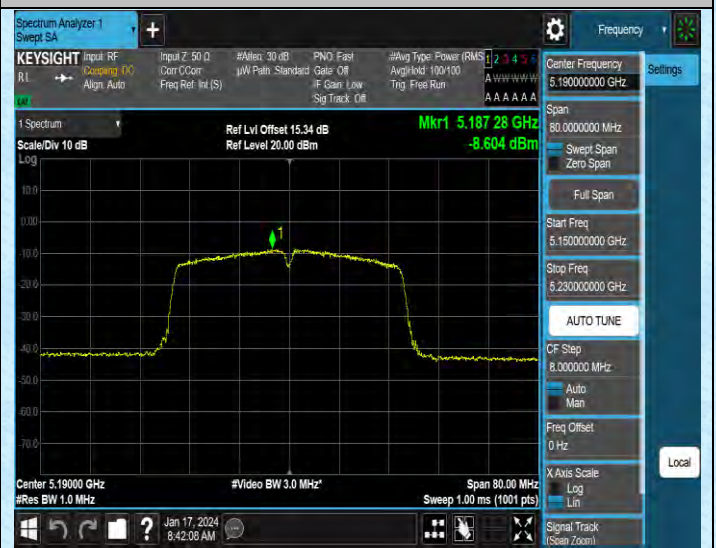 Spectrum Analyzer 1
Swept SA
+
Frequency
KEYSIGHT
RL
Input: RF
Coupling: DC
Align: Auto
Input Z: 50 Ω
Corr CCorr
Freq Ref: Int (S)
#Atten: 30 dB
µW Path: Standard
PNO: Fast
Gate: Off
IF Gain: Low
Sig Track: Off
#Avg Type: Power (RMS
Avg|Hold: 100/100
Trig: Free Run
1 2 3 4 5 6
A W W W W W
A A A A A A
1 Spectrum
Scale/Div 10 dB
Ref Lvl Offset 15.34 dB
Ref Level 20.00 dBm
Mkr1 5.187 28 GHz
-8.604 dBm
Log
10.0
0.00
-10.0
-20.0
-30.0
-40.0
-50.0
-60.0
-70.0
1
Center 5.19000 GHz
#Res BW 1.0 MHz
#Video BW 3.0 MHz*
Span 80.00 MHz
Sweep 1.00 ms (1001 pts)
Center Frequency
5.190000000 GHz
Settings
Span
80.0000000 MHz
Swept Span
Zero Span
Full Span
Start Freq
5.150000000 GHz
Stop Freq
5.230000000 GHz
AUTO TUNE
CF Step
8.000000 MHz
Auto
Man
Freq Offset
0 Hz
X Axis Scale
Log
Lin
Signal Track
(Span Zoom)
Local
?
Jan 17, 2024
8:42:08 AM